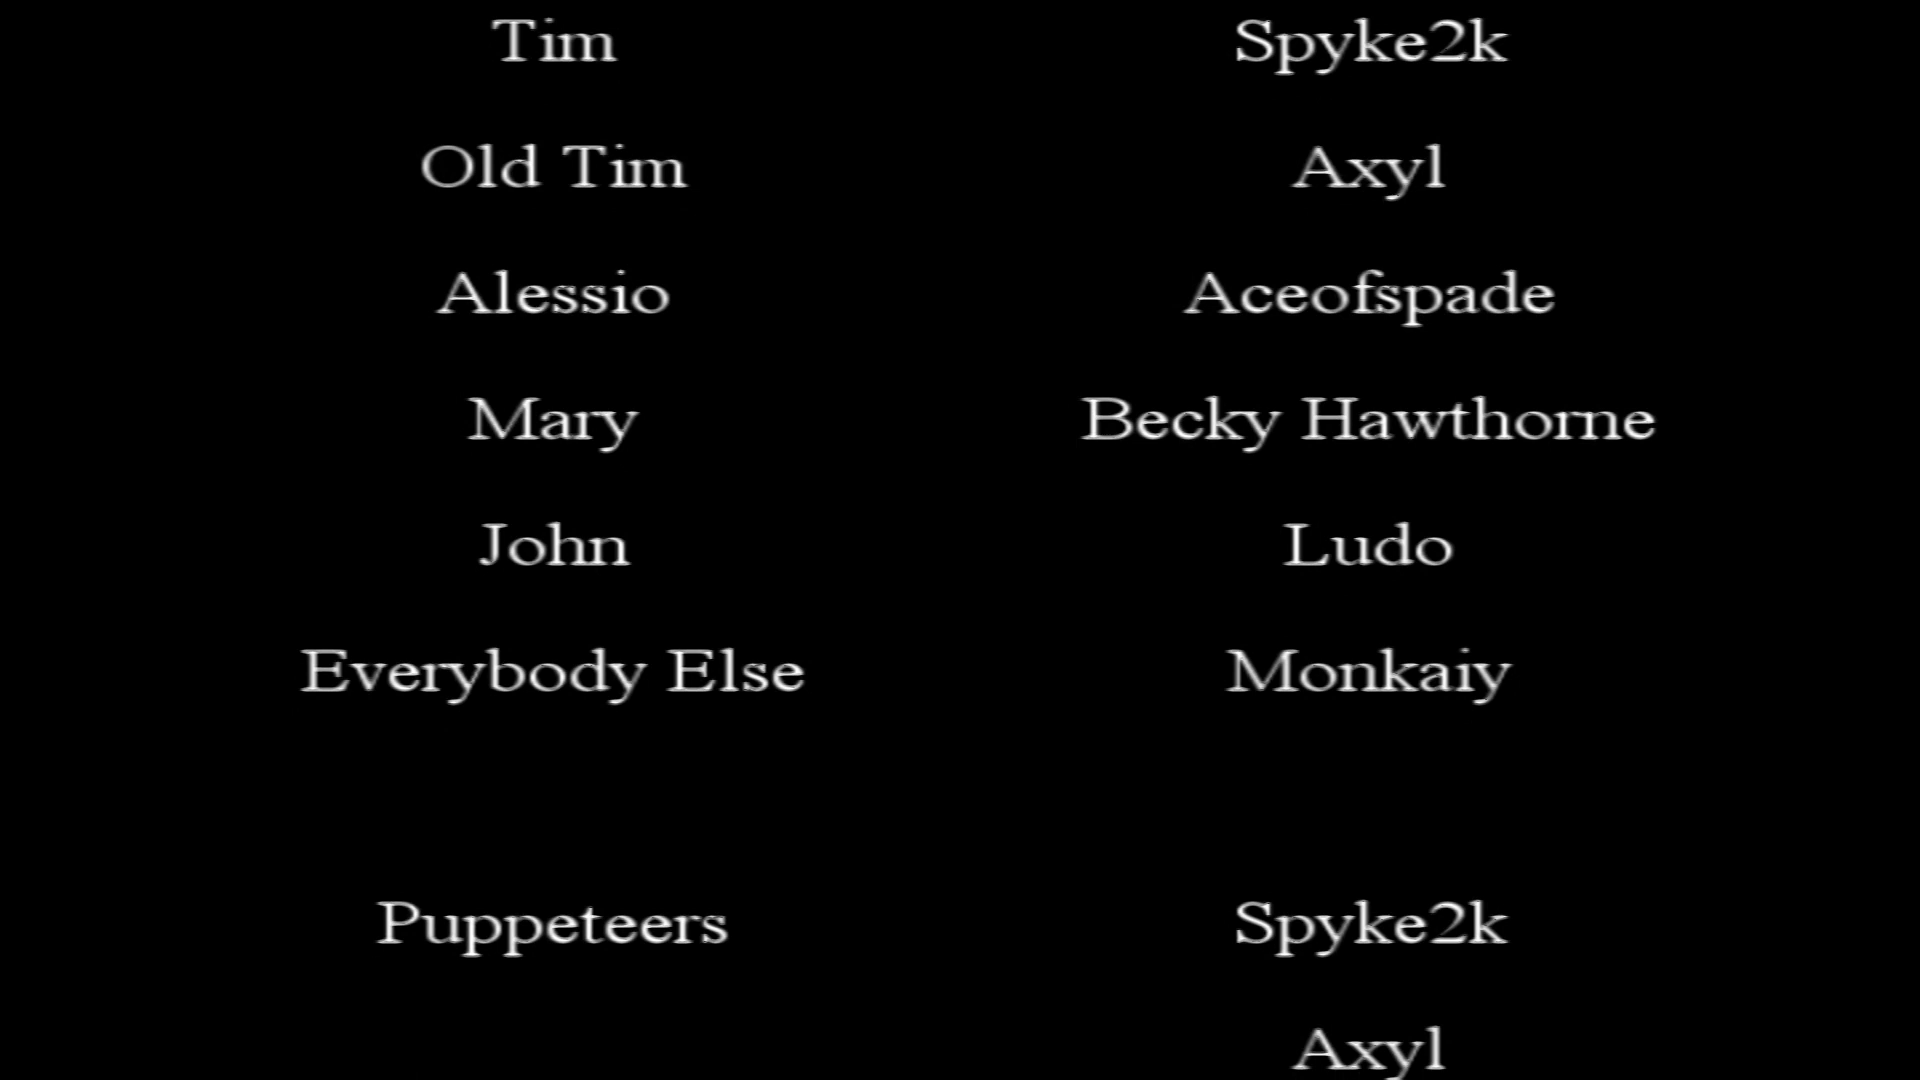 Tim Spyke2k
Old Tim Axyl
Alessio Aceofspade
Mary Becky Hawthorne
John Ludo
Everybody Else Monkaiy
Puppeteers Spyke2k
Axyl